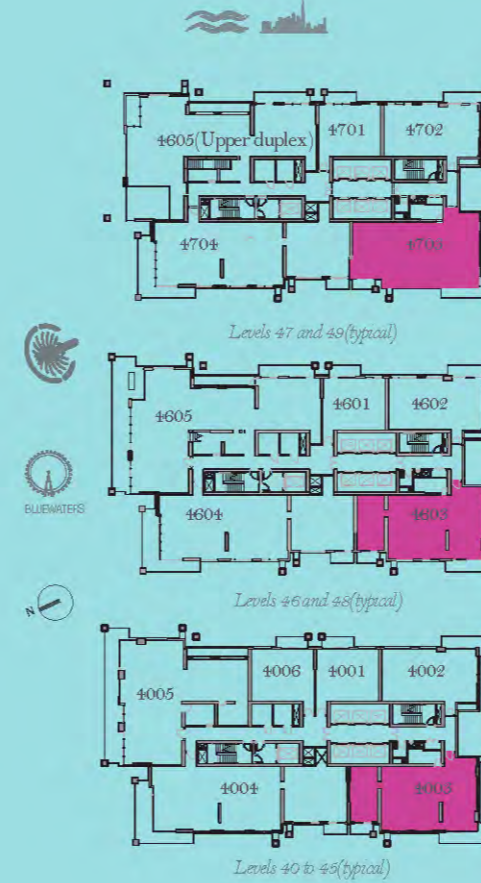 4605(Upper duplex)
4701
4702
4704
4703
Levels 47 and 49(typical)
4605
4601
4602
4604
4603
BLUEWATERS
Levels 46 and 48(typical)
N
4006
4001
4002
4005
4004
4003
Levels 40 to 45(typical)